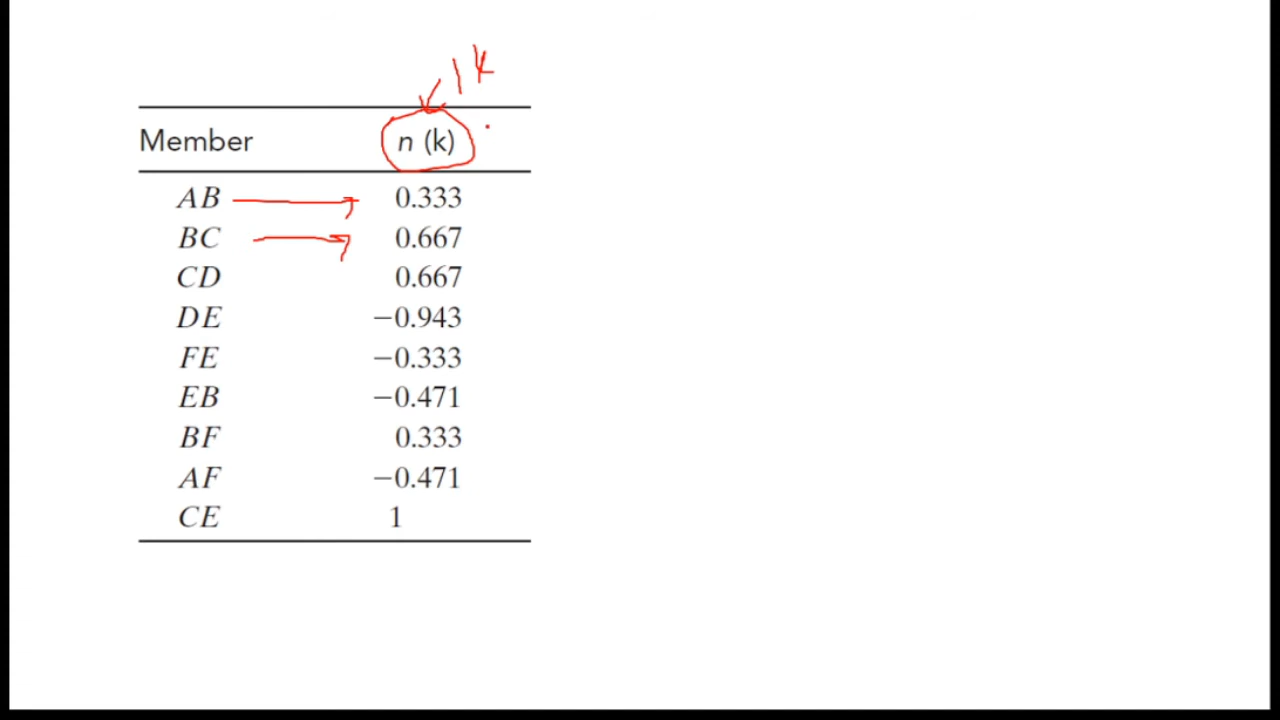 1k
Member n (k)
AB 0.333
BC 0.667
CD 0.667
DE −0.943
FE −0.333
EB −0.471
BF 0.333
AF −0.471
CE 1